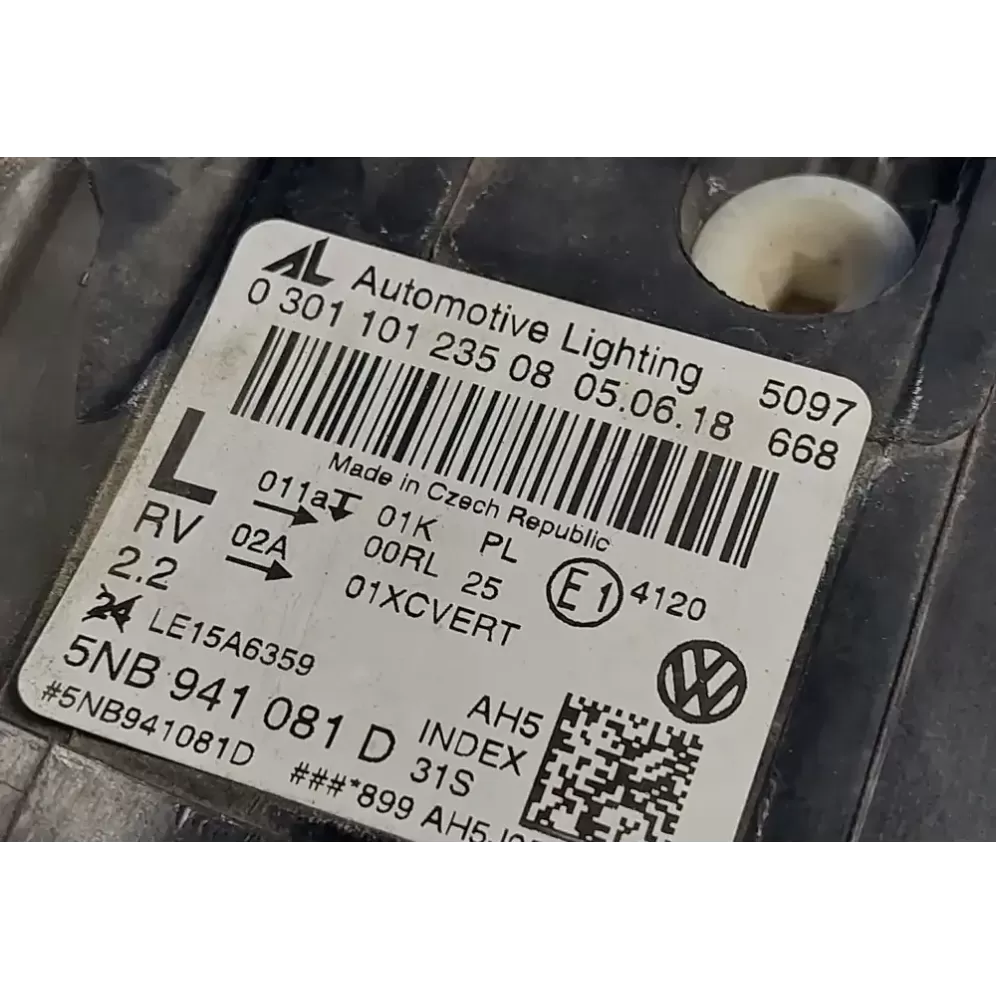 AL Automotive Lighting 5097
0 301 101 235 08 05.06.18 668
Made in Czech Republic
L 011a 01K PL
RV 02A 00RL 25 E1 4120
2.2 01XCVERT
24 LE15A6359
5NB 941 081 D INDEX AH5
#5NB941081D 31S
###*899 AH5